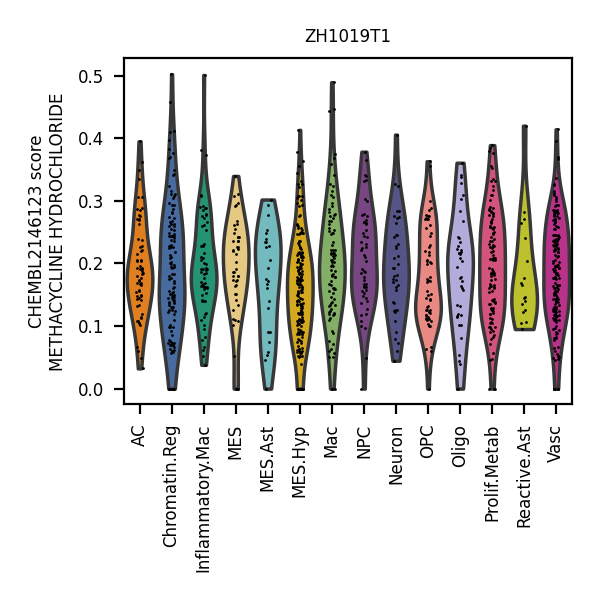 ZH1019T1
CHEMBL2146123 score
METHACYCLINE HYDROCHLORIDE
0.5
0.4
0.3
0.2
0.1
0.0
AC
Chromatin.Reg
Inflammatory.Mac
MES
MES.Ast
MES.Hyp
Mac
NPC
Neuron
OPC
Oligo
Prolif.Metab
Reactive.Ast
Vasc